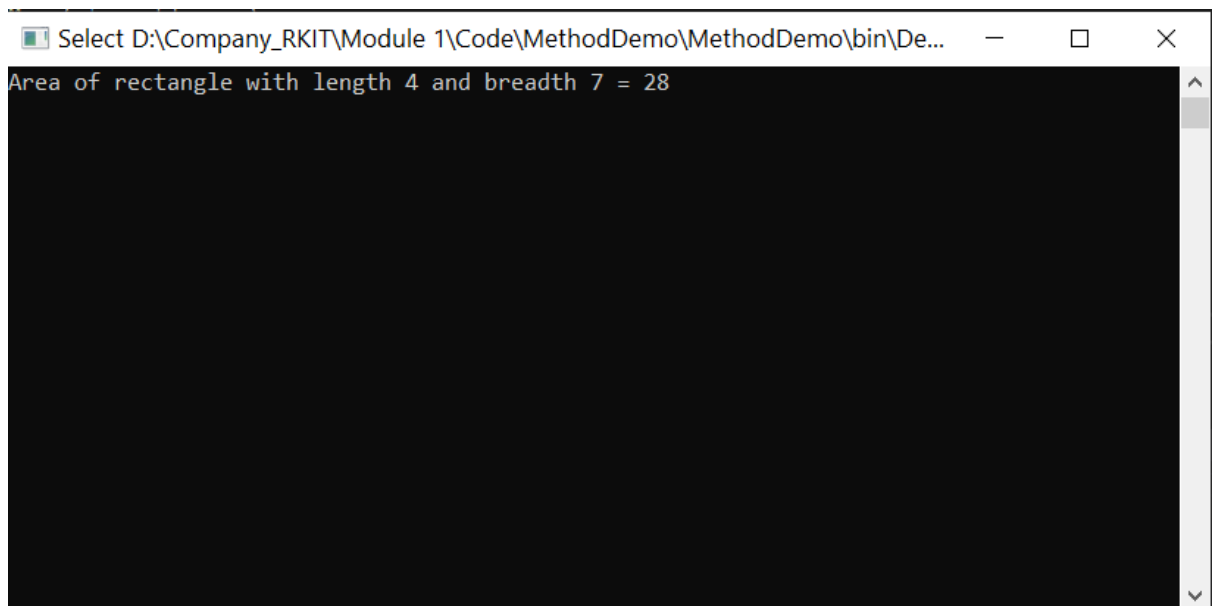 Select D:\Company_RKIT\Module 1\Code\MethodDemo\MethodDemo\bin\De...
Area of rectangle with length 4 and breadth 7 = 28